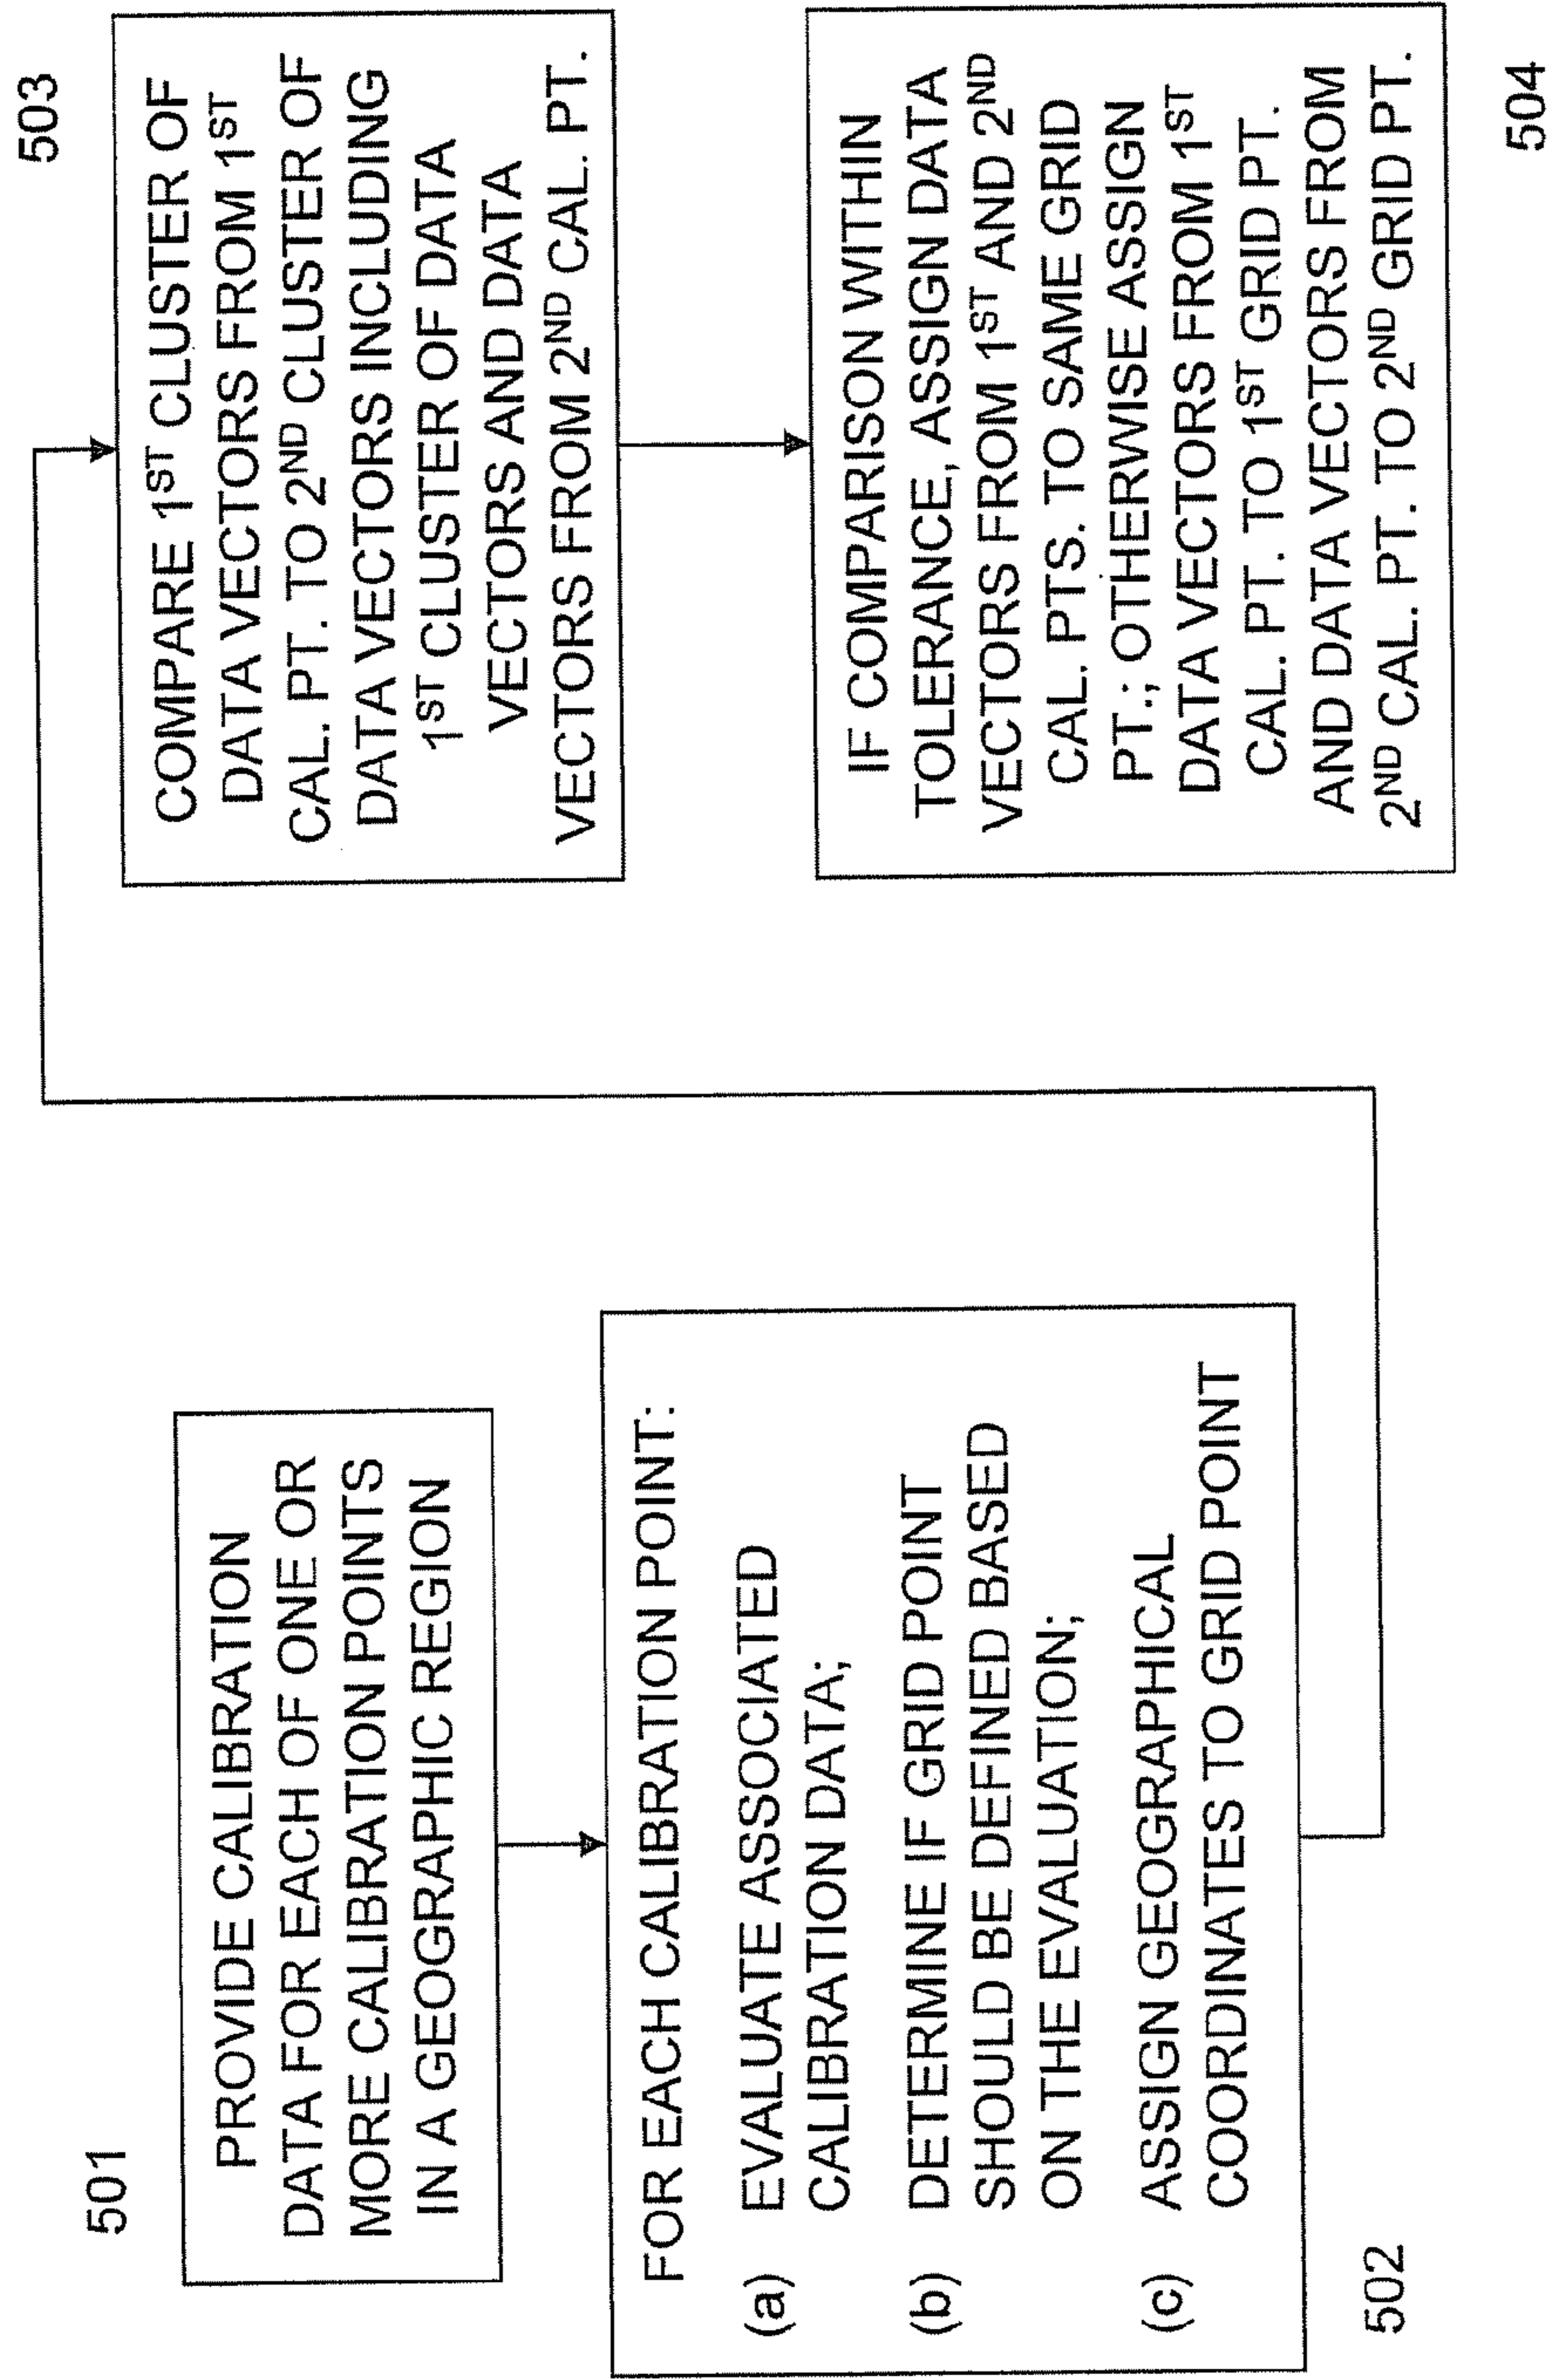 501
PROVIDE CALIBRATION
DATA FOR EACH OF ONE OR
MORE CALIBRATION POINTS
IN A GEOGRAPHIC REGION
FOR EACH CALIBRATION POINT:
(a) EVALUATE ASSOCIATED
CALIBRATION DATA;
(b) DETERMINE IF GRID POINT
SHOULD BE DEFINED BASED
ON THE EVALUATION;
(c) ASSIGN GEOGRAPHICAL
COORDINATES TO GRID POINT
502
503
COMPARE 1ST CLUSTER OF
DATA VECTORS FROM 1ST
CAL. PT. TO 2ND CLUSTER OF
DATA VECTORS INCLUDING
1ST CLUSTER OF DATA
VECTORS AND DATA
VECTORS FROM 2ND CAL. PT.
IF COMPARISON WITHIN
TOLERANCE, ASSIGN DATA
VECTORS FROM 1ST AND 2ND
CAL. PTS. TO SAME GRID
PT.; OTHERWISE ASSIGN
DATA VECTORS FROM 1ST
CAL. PT. TO 1ST GRID PT.
AND DATA VECTORS FROM
2ND CAL. PT. TO 2ND GRID PT.
504